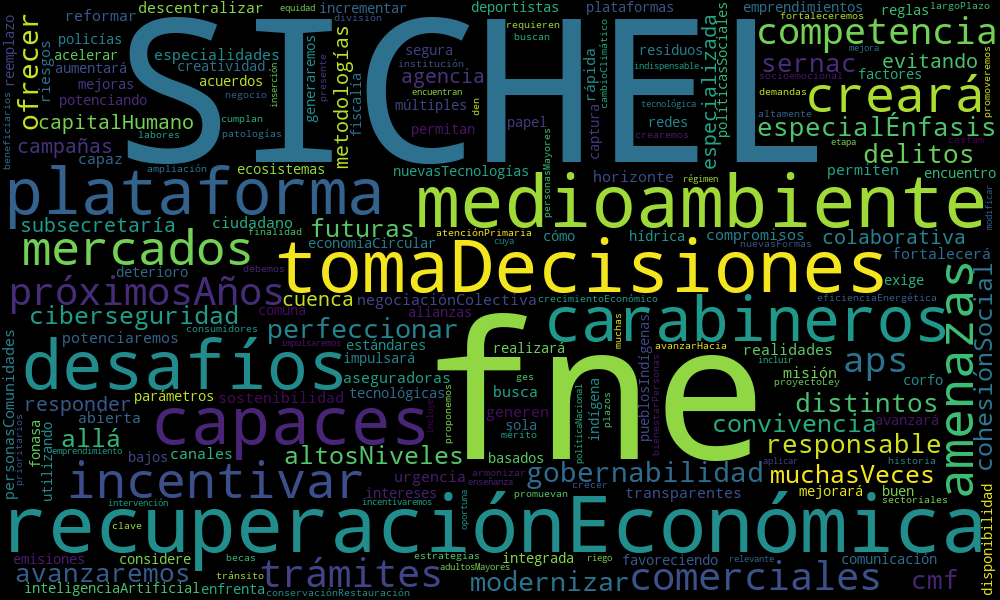 SICHEL
fne
tomaDecisiones
recuperaciónEconómica
medioambiente
carabineros
plataforma
desafíos
capaces
mercados
creará
competencia
incentivar
próximosAños
trámites
comerciales
amenazas
aps
modernizar
avanzaremos
gobernabilidad
responsable
muchasVeces
altosNiveles
perfeccionar
ciberseguridad
especialÉnfasis
delitos
sernac
evitando
distintos
convivencia
cohesiónSocial
cmf
allá
futuras
cuenca
ofrecer
capitalHumano
campañas
subsecretaría
metodologías
especializada
agencia
responder
descentralizar
reformar
policías
acelerar
aumentará
mejoras
potenciando
reemplazo
beneficiarios
riesgos
capaz
labores
especialidades
creatividad
acuerdos
negocio
cumplan
patologías
ampliación
equidad
incrementar
división
inserción
presente
generaremos
fiscalía
ecosistemas
segura
institución
encuentran
múltiples
permitan
papel
den
deportistas
requieren
buscan
plataformas
rápida
captura
cambioClimático
residuos
indispensable
tecnológica
redes
crearemos
políticasSociales
emprendimientos
fortaleceremos
reglas
largoPlazo
mejora
socioemocional
factores
demandas
altamente
promoveremos
etapa
cesfam
permiten
encuentro
modificar
nuevasTecnologías
personasMayores
horizonte
régimen
ciudadano
finalidad
economíaCircular
atenciónPrimaria
cuya
cómo
hídrica
compromisos
nuevasFormas
colaborativa
fortalecerá
exige
eficienciaEnergética
deterioro
debemos
comuna
negociaciónColectiva
crecimientoEconómico
alianzas
consumidores
impulsaremos
potenciaremos
estándares
impulsará
realizará
muchas
avanzarHacia
realidades
incluir
misión
proyectoLey
corfo
aseguradoras
tecnológicas
sostenibilidad
parámetros
abierta
personasComunidades
prioritarios
fonasa
utilizando
emprendimiento
bajos
canales
incluye
proponemos
ges
busca
generen
sola
mérito
basados
políticaNacional
indígena
plazos
pueblosIndígenas
bienestarPersonas
avanzará
historia
aplicar
mejorará
buen
sectoriales
disponibilidad
urgencia
armonizar
intereses
enseñanza
incentivaremos
crecer
promuevan
transparentes
intervención
clave
oportuna
emisiones
considere
becas
tránsito
estrategias
adultosMayores
integrada
riego
favoreciendo
relevante
comunicación
inteligenciaArtificial
enfrenta
conservaciónRestauración